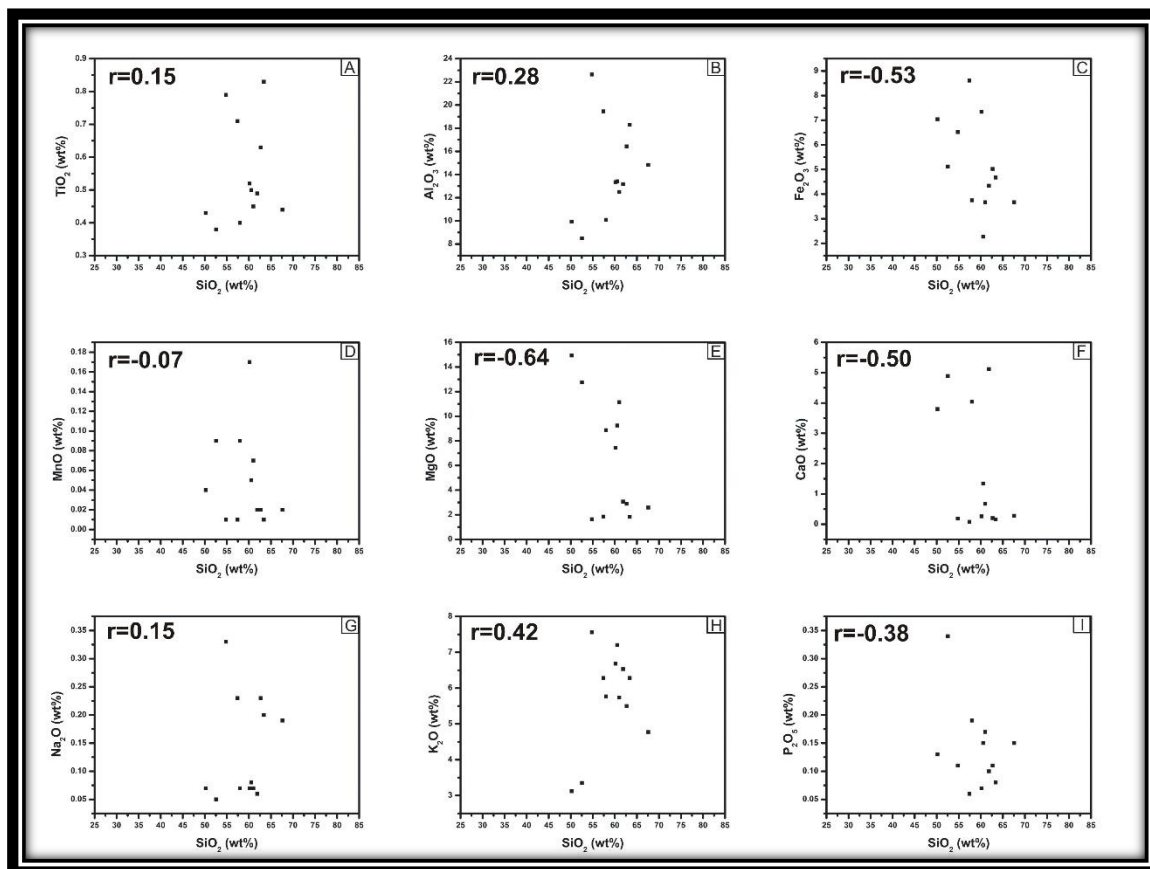 r=0.15
A
0.9
0.8
0.7
0.6
0.5
0.4
0.3
TiO₂ (wt%)
25 30 35 40 45 50 55 60 65 70 75 80 85
SiO₂ (wt%)
r=0.28
B
24
22
20
18
16
14
12
10
8
Al₂O₃ (wt%)
25 30 35 40 45 50 55 60 65 70 75 80 85
SiO₂ (wt%)
r=-0.53
C
9
8
7
6
5
4
3
2
Fe₂O₃ (wt%)
25 30 35 40 45 50 55 60 65 70 75 80 85
SiO₂ (wt%)
r=-0.07
D
0.18
0.16
0.14
0.12
0.10
0.08
0.06
0.04
0.02
0.00
MnO (wt%)
25 30 35 40 45 50 55 60 65 70 75 80 85
SiO₂ (wt%)
r=-0.64
E
16
14
12
10
8
6
4
2
0
MgO (wt%)
25 30 35 40 45 50 55 60 65 70 75 80 85
SiO₂ (wt%)
r=-0.50
F
6
5
4
3
2
1
0
CaO (wt%)
25 30 35 40 45 50 55 60 65 70 75 80 85
SiO₂ (wt%)
r=0.15
G
0.35
0.30
0.25
0.20
0.15
0.10
0.05
Na₂O (wt%)
25 30 35 40 45 50 55 60 65 70 75 80 85
SiO₂ (wt%)
r=0.42
H
8
7
6
5
4
3
K₂O (wt%)
25 30 35 40 45 50 55 60 65 70 75 80 85
SiO₂ (wt%)
r=-0.38
I
0.35
0.30
0.25
0.20
0.15
0.10
0.05
P₂O₅ (wt%)
25 30 35 40 45 50 55 60 65 70 75 80 85
SiO₂ (wt%)